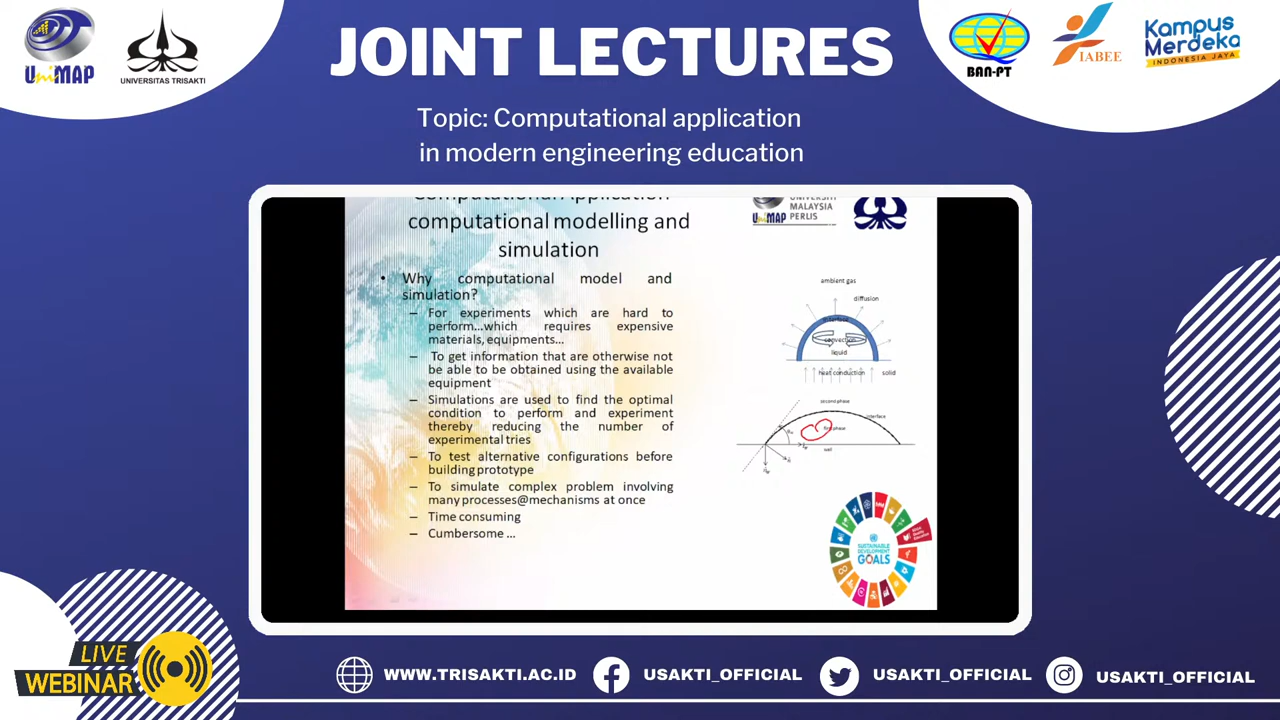 UniMAP
UNIVERSITAS TRISAKTI
JOINT LECTURES
BAN-PT
IABEE
Kampus
Merdeka
INDONESIA JAYA
Topic: Computational application
in modern engineering education
Computational Application
computational modelling and
simulation
UNIVERSITI
MALAYSIA
PERLIS
UniMAP
• Why computational model and
simulation?
– For experiments which are hard to
perform...which requires expensive
materials, equipments...
– To get information that are otherwise not
be able to be obtained using the available
equipment
– Simulations are used to find the optimal
condition to perform and experiment
thereby reducing the number of
experimental tries
– To test alternative configurations before
building prototype
– To simulate complex problem involving
many processes@mechanisms at once
– Time consuming
– Cumbersome ...
ambient gas
diffusion
interface
convection
liquid
heat conduction
solid
second phase
interface
first phase
wall
SUSTAINABLE
DEVELOPMENT
GOALS
LIVE
WEBINAR
WWW.TRISAKTI.AC.ID
USAKTI_OFFICIAL
USAKTI_OFFICIAL
USAKTI_OFFICIAL